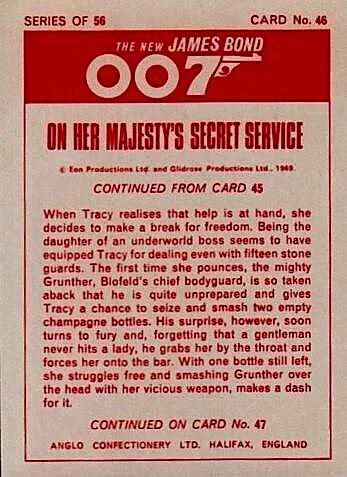 SERIES OF 56 CARD No. 46
THE NEW JAMES BOND
007
ON HER MAJESTY'S SECRET SERVICE
© Eon Productions Ltd. and Glidrose Productions Ltd., 1969.
CONTINUED FROM CARD 45
When Tracy realises that help is at hand, she
decides to make a break for freedom. Being the
daughter of an underworld boss seems to have
equipped Tracy for dealing even with fifteen stone
guards. The first time she pounces, the mighty
Grunther, Blofeld's chief bodyguard, is so taken
aback that he is quite unprepared and gives
Tracy a chance to seize and smash two empty
champagne bottles. His surprise, however, soon
turns to fury and, forgetting that a gentleman
never hits a lady, he grabs her by the throat and
forces her onto the bar. With one bottle still left,
she struggles free and smashing Grunther over
the head with her vicious weapon, makes a dash
for it.
CONTINUED ON CARD No. 47
ANGLO CONFECTIONERY LTD. HALIFAX, ENGLAND